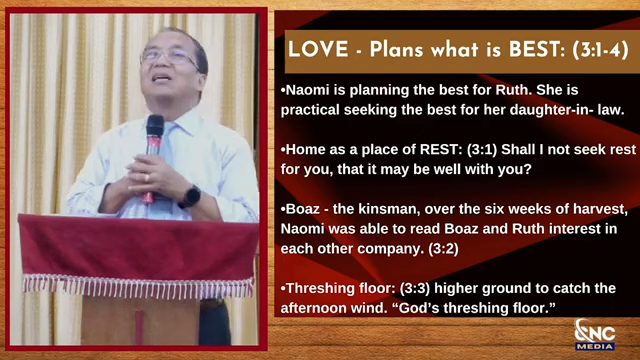 LOVE - Plans what is BEST: (3:1-4)
•Naomi is planning the best for Ruth. She is
practical seeking the best for her daughter-in- law.
•Home as a place of REST: (3:1) Shall I not seek rest
for you, that it may be well with you?
•Boaz - the kinsman, over the six weeks of harvest,
Naomi was able to read Boaz and Ruth interest in
each other company. (3:2)
•Threshing floor: (3:3) higher ground to catch the
afternoon wind. “God’s threshing floor.”
CNC
MEDIA